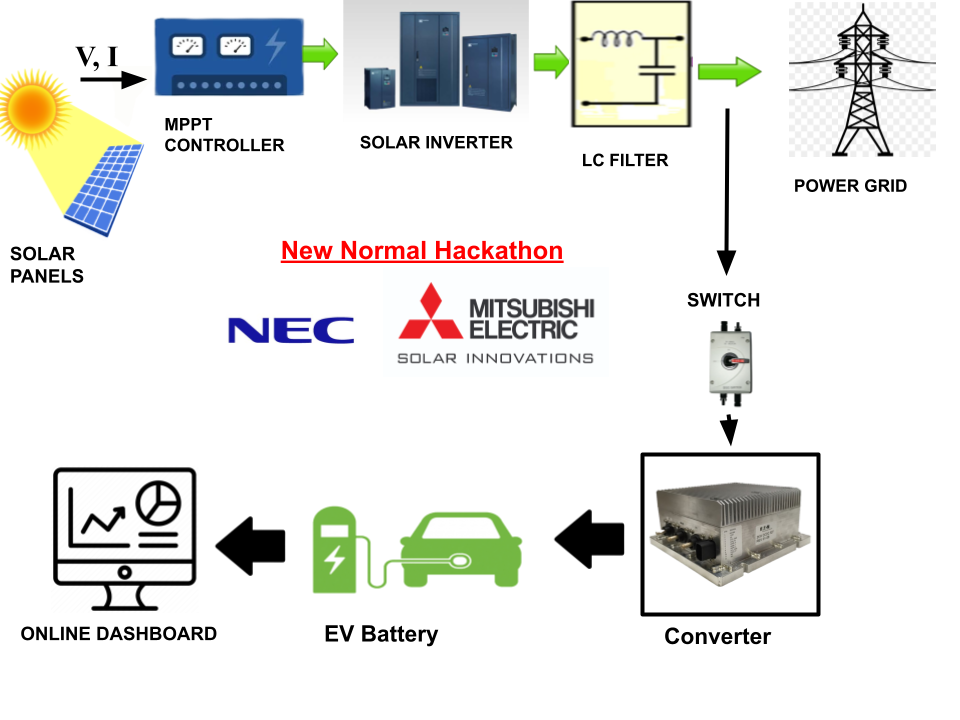 V, I
MPPT
CONTROLLER
SOLAR INVERTER
LC FILTER
POWER GRID
SOLAR
PANELS
New Normal Hackathon
NEC
MITSUBISHI
ELECTRIC
SOLAR INNOVATIONS
SWITCH
ONLINE DASHBOARD
EV Battery
Converter